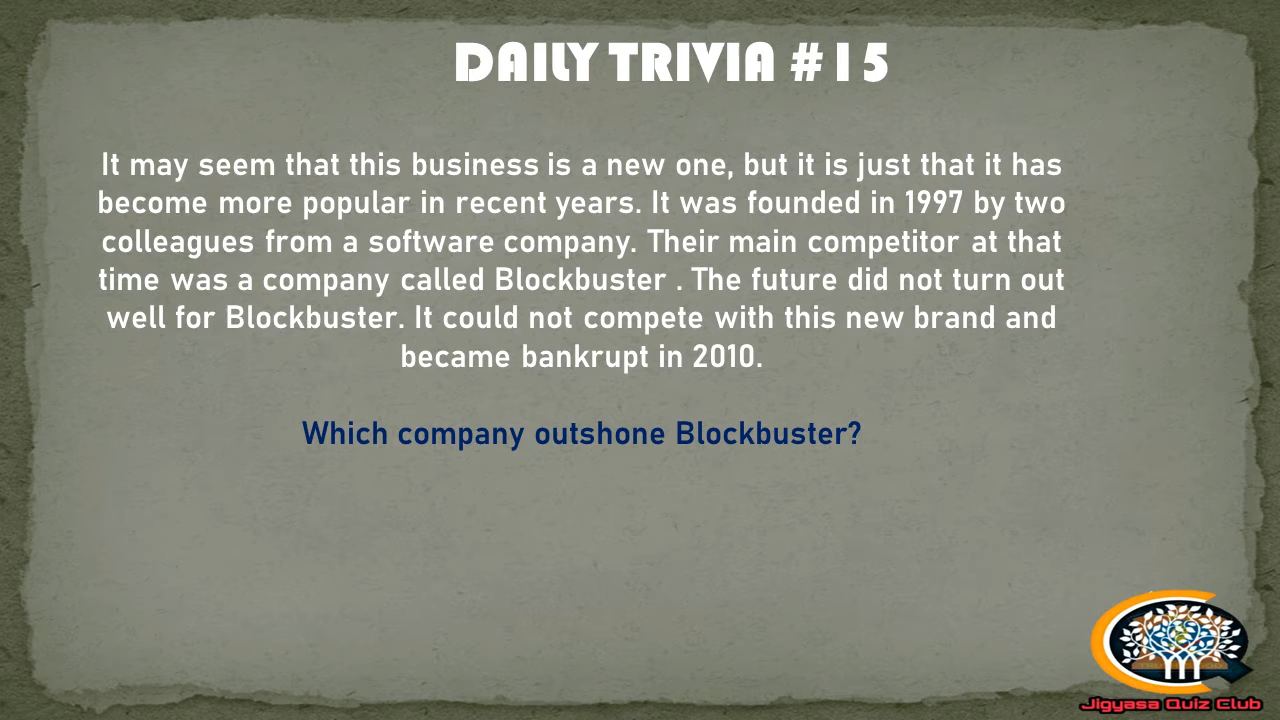 DAILY TRIVIA #15
It may seem that this business is a new one, but it is just that it has
become more popular in recent years. It was founded in 1997 by two
colleagues from a software company. Their main competitor at that
time was a company called Blockbuster . The future did not turn out
well for Blockbuster. It could not compete with this new brand and
became bankrupt in 2010.
Which company outshone Blockbuster?
Jigyasa Quiz Club